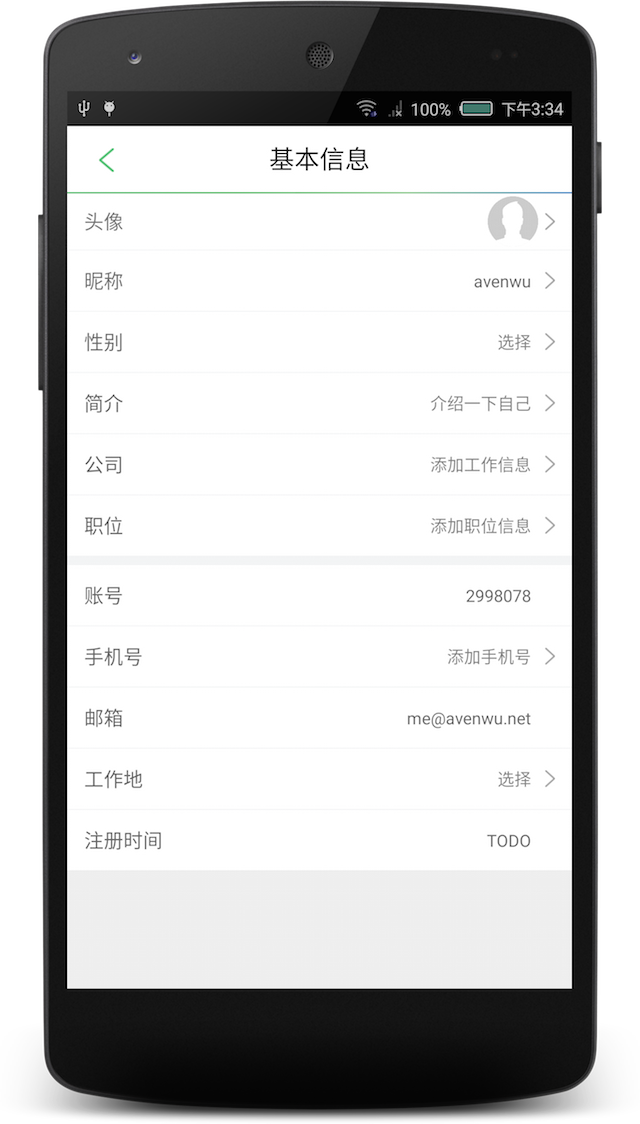 100% 下午3:34
基本信息
头像
昵称 avenwu
性别 选择
简介 介绍一下自己
公司 添加工作信息
职位 添加职位信息
账号 2998078
手机号 添加手机号
邮箱 me@avenwu.net
工作地 选择
注册时间 TODO